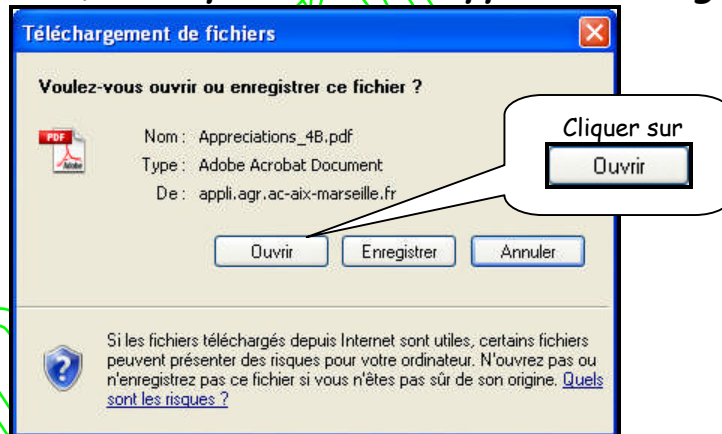 Téléchargement de fichiers
Voulez-vous ouvrir ou enregistrer ce fichier ?
Nom : Appreciations_4B.pdf
Type : Adobe Acrobat Document
De : appli.agr.ac-aix-marseille.fr
Cliquer sur
Ouvrir
Ouvrir Enregistrer Annuler
Si les fichiers téléchargés depuis Internet sont utiles, certains fichiers
peuvent présenter des risques pour votre ordinateur. N'ouvrez pas ou
n'enregistrez pas ce fichier si vous n'êtes pas sûr de son origine. Quels
sont les risques ?